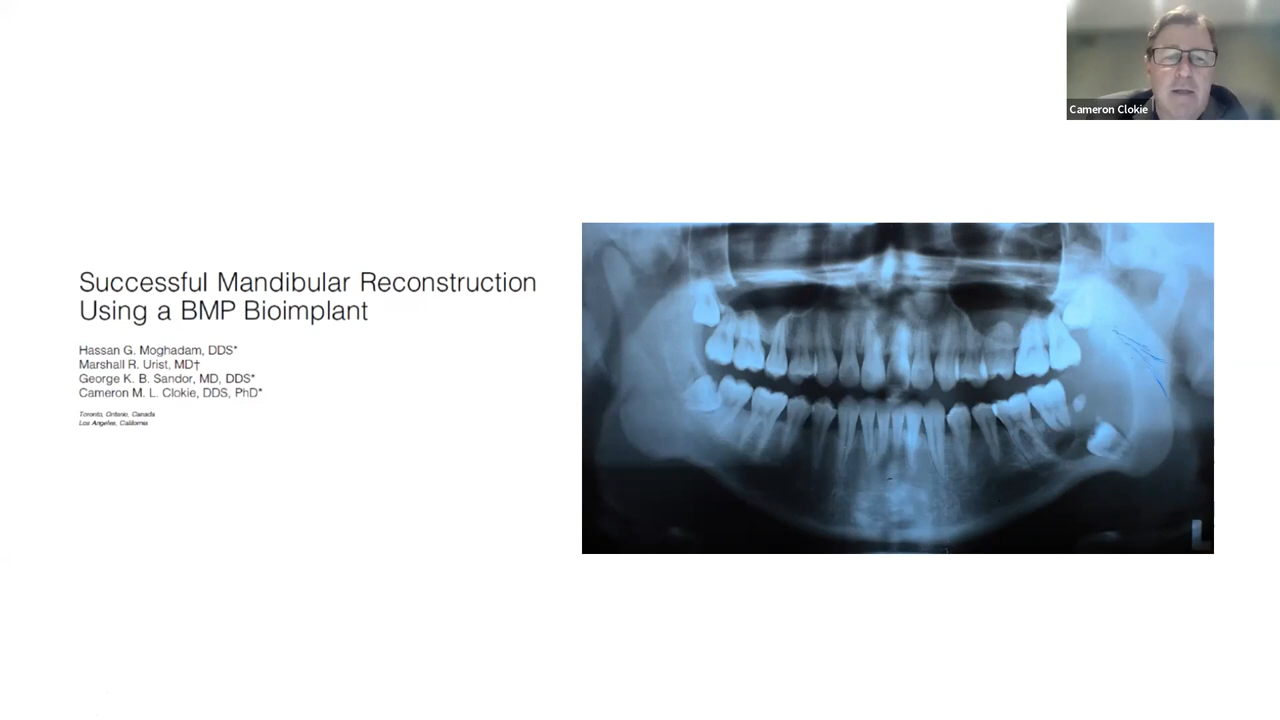 Cameron Clokie
Successful Mandibular Reconstruction
Using a BMP Bioimplant
Hassan G. Moghadam, DDS*
Marshall R. Urist, MD†
George K. B. Sandor, MD, DDS*
Cameron M. L. Clokie, DDS, PhD*
Toronto, Ontario, Canada
Los Angeles, California
L